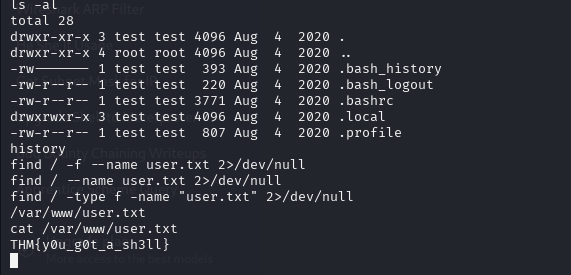 ls -al
total 28
drwxr-xr-x 3 test test 4096 Aug  4  2020 .
drwxr-xr-x 4 root root 4096 Aug  4  2020 ..
-rw------- 1 test test  393 Aug  4  2020 .bash_history
-rw-r--r-- 1 test test  220 Aug  4  2020 .bash_logout
-rw-r--r-- 1 test test 3771 Aug  4  2020 .bashrc
drwxrwxr-x 3 test test 4096 Aug  4  2020 .local
-rw-r--r-- 1 test test  807 Aug  4  2020 .profile
history
find / -f --name user.txt 2>/dev/null
find / --name user.txt 2>/dev/null
find / -type f -name "user.txt" 2>/dev/null
/var/www/user.txt
cat /var/www/user.txt
THM{y0u_g0t_a_sh3ll}